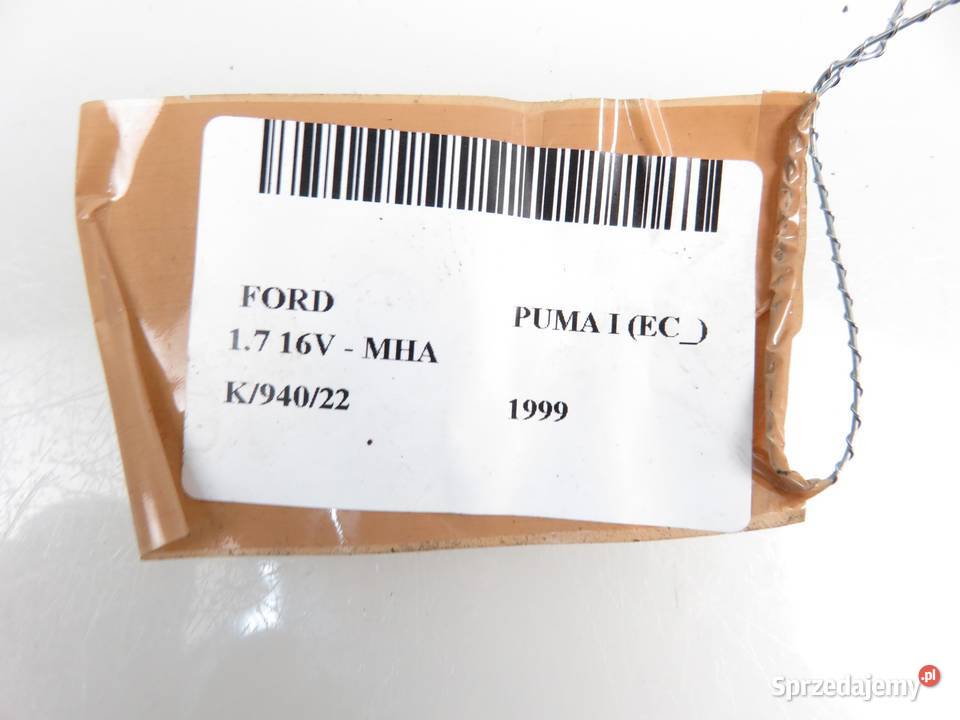 FORD PUMA I (EC_)
1.7 16V - MHA
K/940/22 1999
Sprzedajemy.pl